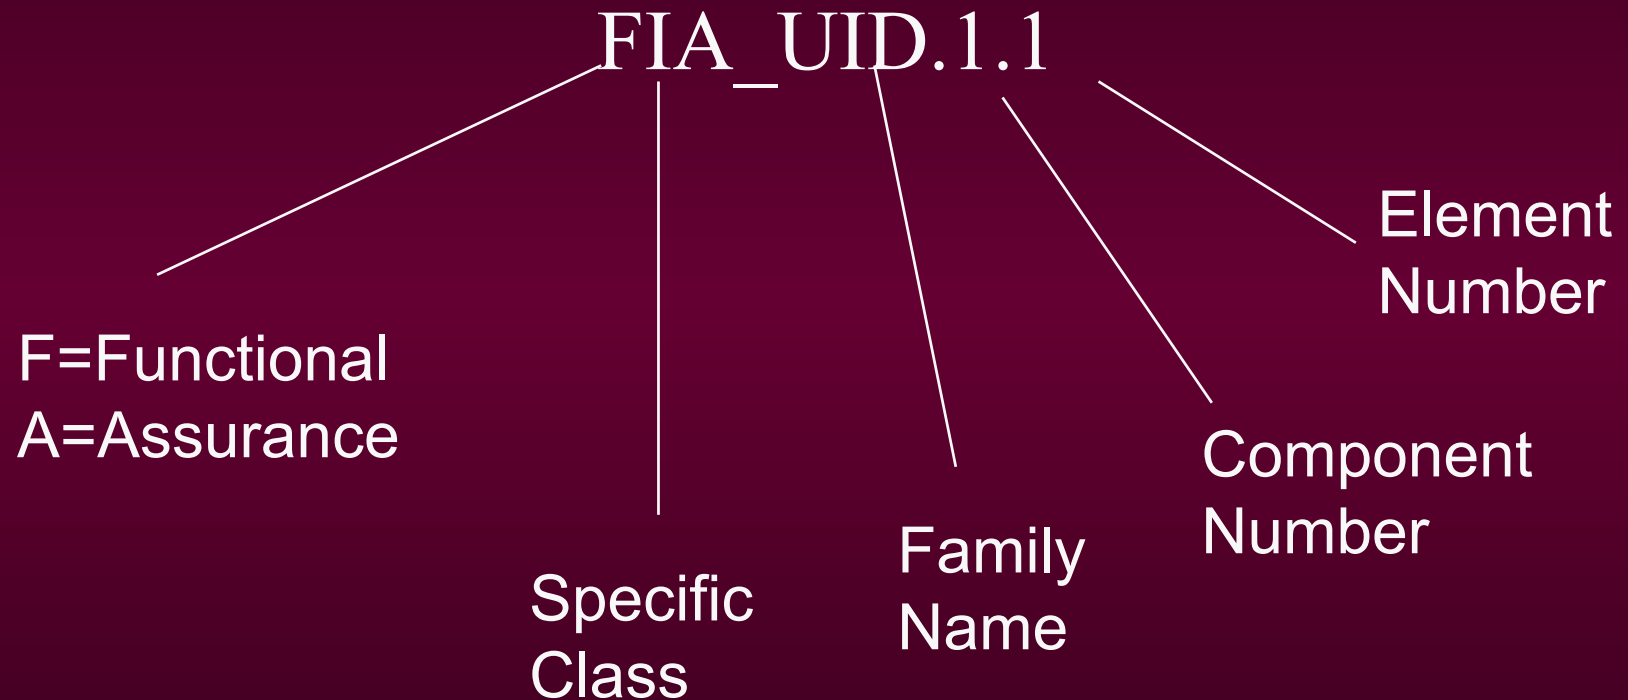 FIA_UID.1.1
F=Functional
A=Assurance
Specific
Class
Family
Name
Component
Number
Element
Number